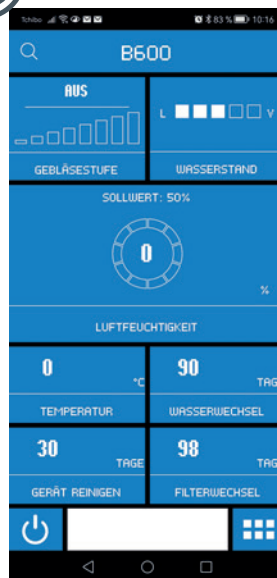 Tchibo 83 % 10:16
B600
AUS
L V
GEBLÄSESTUFE WASSERSTAND
SOLLWERT: 50%
0
%
LUFTFEUCHTIGKEIT
0 °C 90 TAG
TEMPERATUR WASSERWECHSEL
30 TAGE 98 TAG
GERÄT REINIGEN FILTERWECHSEL